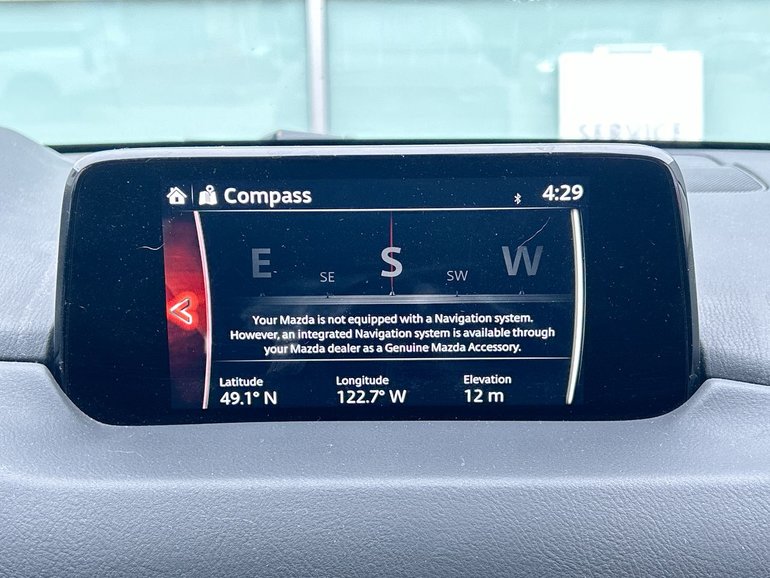 SERVICE
Compass 4:29
E SE S SW W
Your Mazda is not equipped with a Navigation system.
However, an integrated Navigation system is available through
your Mazda dealer as a Genuine Mazda Accessory.
Latitude Longitude Elevation
49.1° N 122.7° W 12 m